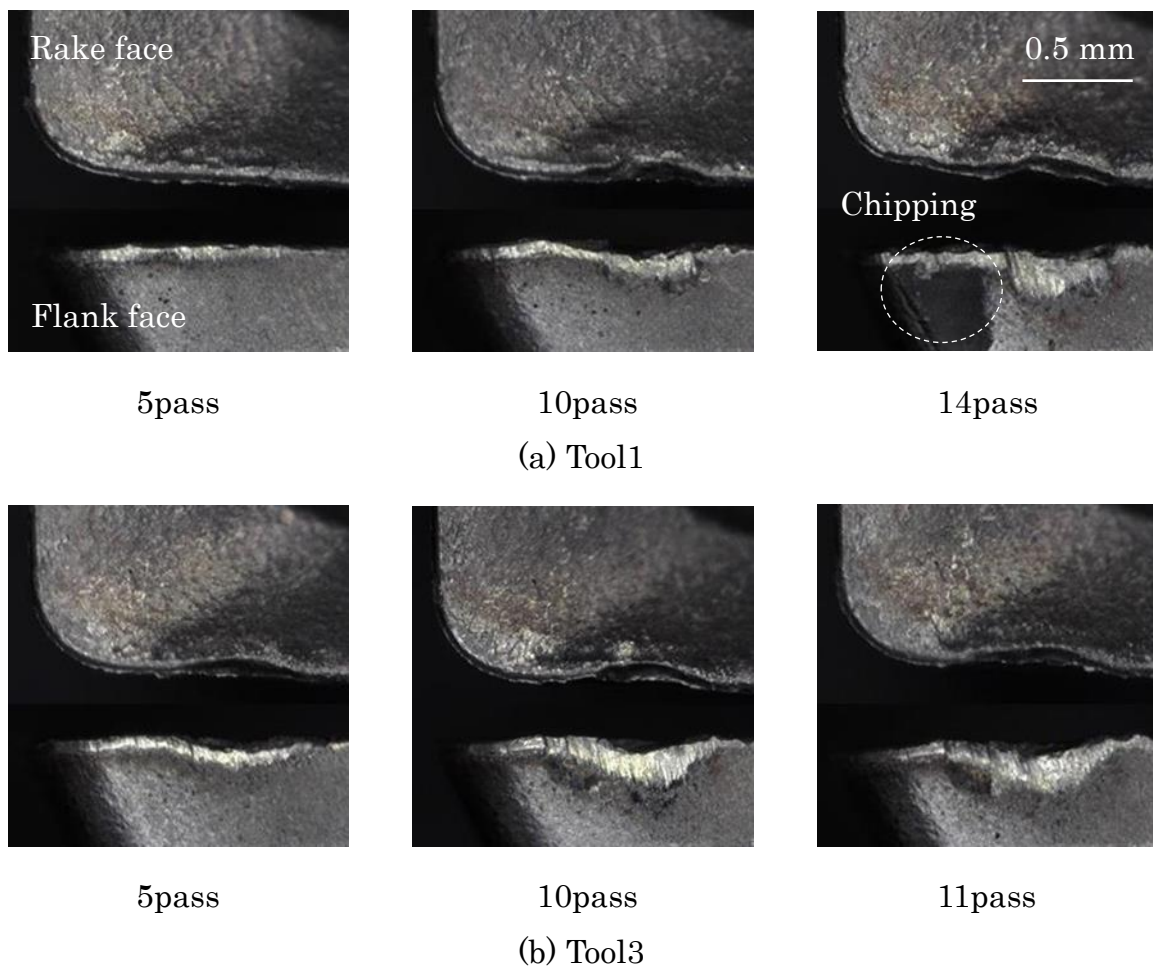 Rake face
0.5 mm
Chipping
Flank face
5pass
10pass
14pass
(a) Tool1
5pass
10pass
11pass
(b) Tool3